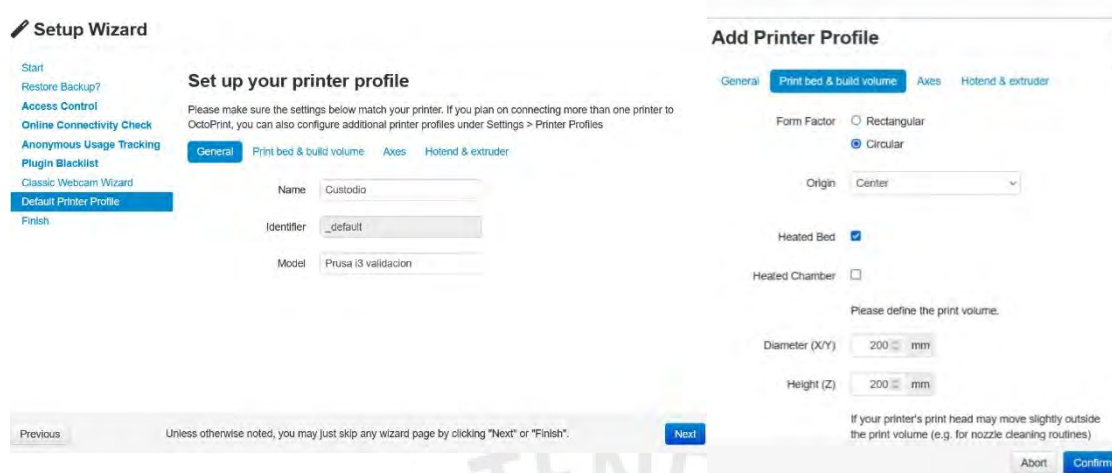 Setup Wizard
Start
Restore Backup?
Access Control
Online Connectivity Check
Anonymous Usage Tracking
Plugin Blacklist
Classic Webcam Wizard
Default Printer Profile
Finish
Set up your printer profile
Please make sure the settings below match your printer. If you plan on connecting more than one printer to
OctoPrint, you can also configure additional printer profiles under Settings > Printer Profiles
General Print bed & build volume Axes Hotend & extruder
Name Custodio
Identifier _default
Model Prusa i3 validacion
Previous Unless otherwise noted, you may just skip any wizard page by clicking "Next" or "Finish". Next
Add Printer Profile
General Print bed & build volume Axes Hotend & extruder
Form Factor Rectangular
Circular
Origin Center
Heated Bed
Heated Chamber
Please define the print volume.
Diameter (X/Y) 200 mm
Height (Z) 200 mm
If your printer's print head may move slightly outside
the print volume (e.g. for nozzle cleaning routines)
Abort Confirm